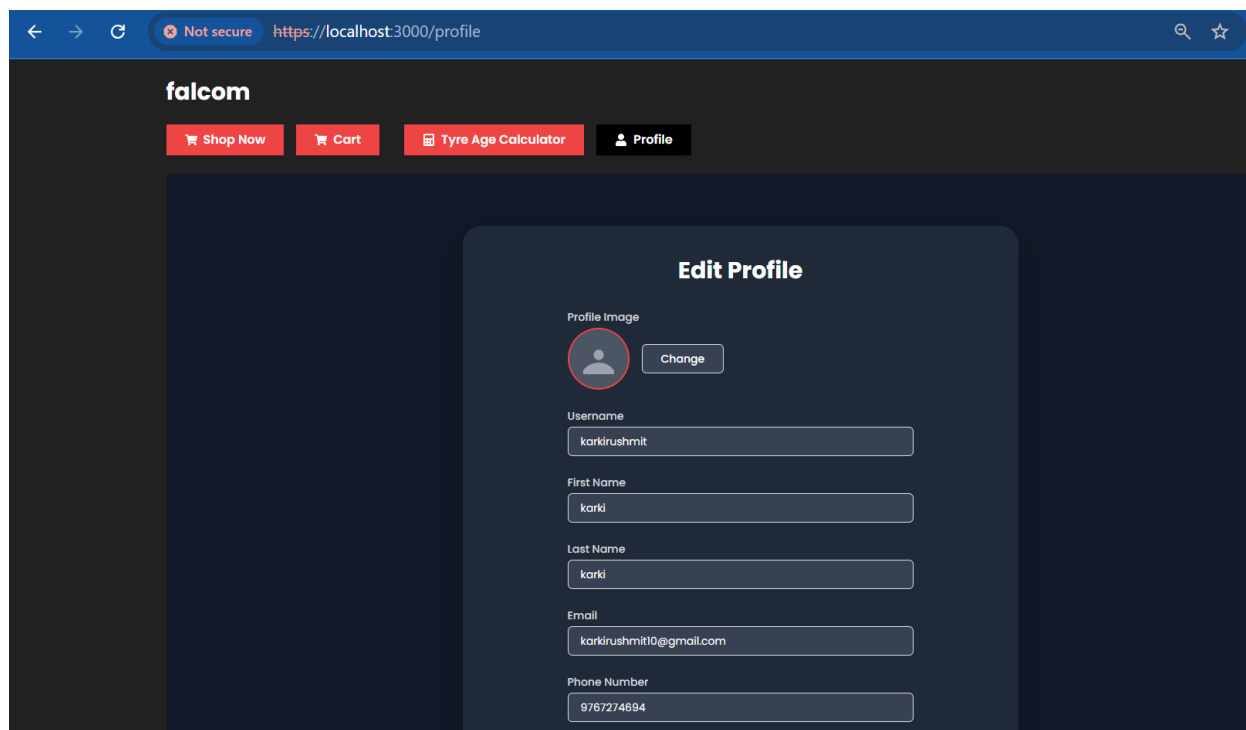 Not secure https://localhost:3000/profile
falcom
Shop Now Cart Tyre Age Calculator Profile
Edit Profile
Profile Image
Change
Username
karkirushmit
First Name
karki
Last Name
karki
Email
karkirushmit10@gmail.com
Phone Number
9767274694